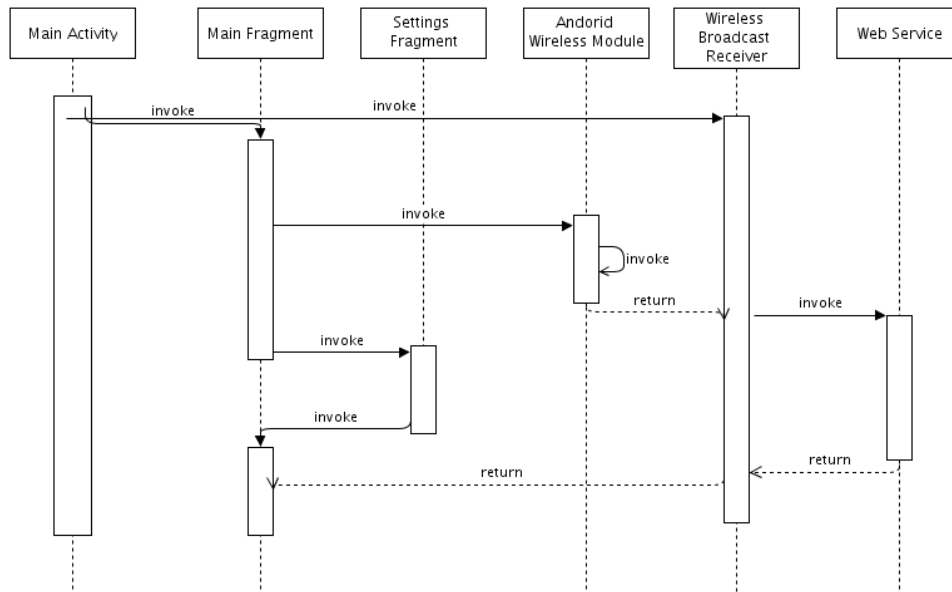 Main Activity
Main Fragment
Settings
Fragment
Andorid
Wireless Module
Wireless
Broadcast
Receiver
Web Service
invoke
invoke
invoke
invoke
return
invoke
invoke
invoke
return
return